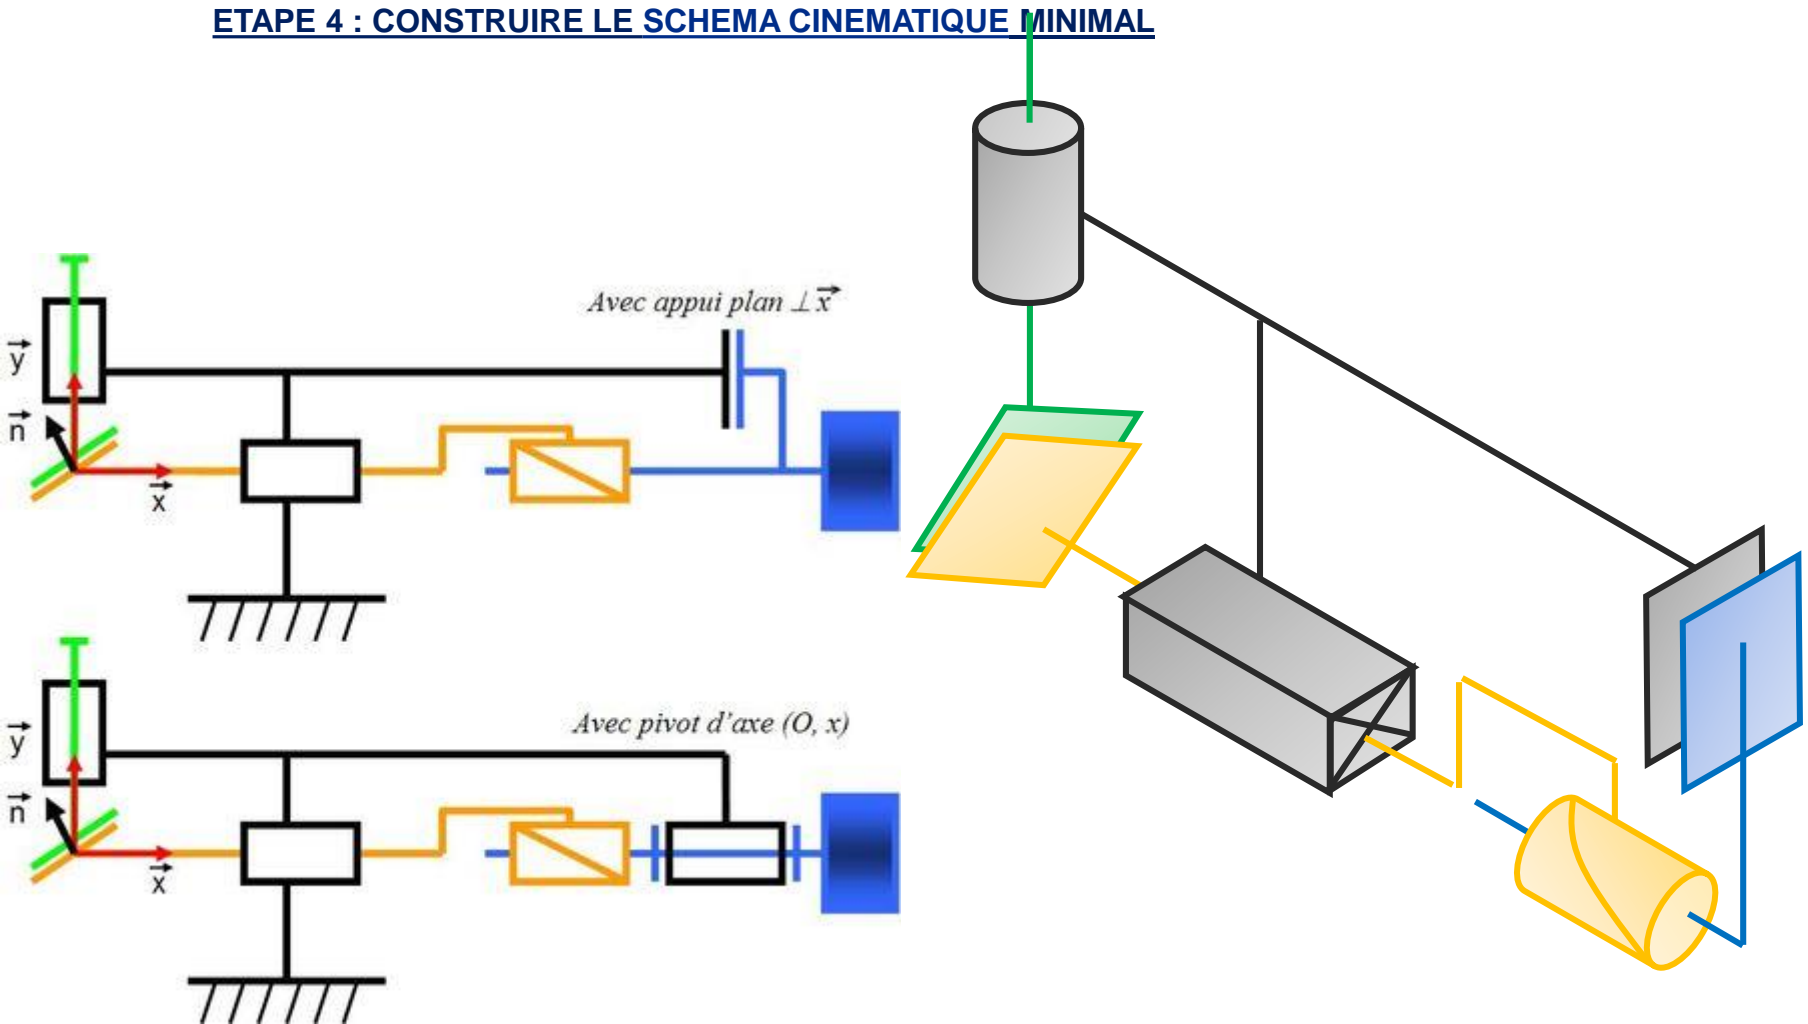 ETAPE 4 : CONSTRUIRE LE SCHEMA CINEMATIQUE MINIMAL
Avec appui plan ⊥ x⃗
y⃗
n⃗
x⃗
Avec pivot d'axe (O, x)
y⃗
n⃗
x⃗